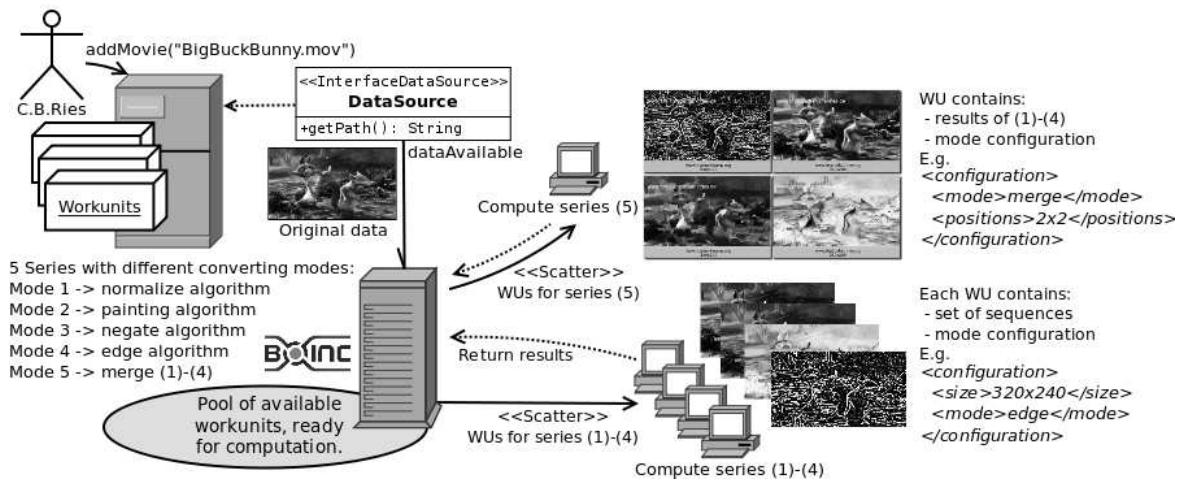 C.B.Ries
addMovie("BigBuckBunny.mov")
Workunits
<<InterfaceDataSource>>
DataSource
+getPath(): String
dataAvailable
Original data
5 Series with different converting modes:
Mode 1 -> normalize algorithm
Mode 2 -> painting algorithm
Mode 3 -> negate algorithm
Mode 4 -> edge algorithm
Mode 5 -> merge (1)-(4)
BOINC
Pool of available
workunits, ready
for computation.
Compute series (5)
<<Scatter>>
WUs for series (5)
Return results
<<Scatter>>
WUs for series (1)-(4)
Compute series (1)-(4)
WU contains:
- results of (1)-(4)
- mode configuration
E.g.
<configuration>
<mode>merge</mode>
<positions>2x2</positions>
</configuration>
Each WU contains:
- set of sequences
- mode configuration
E.g.
<configuration>
<size>320x240</size>
<mode>edge</mode>
</configuration>